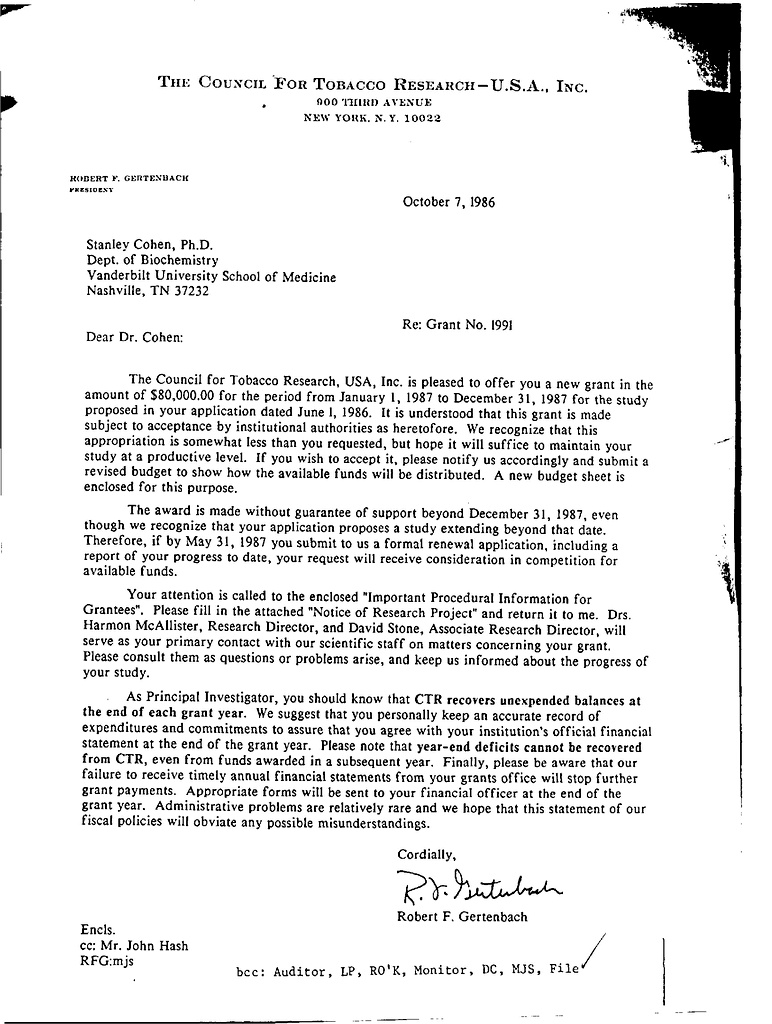 THE COUNCIL FOR TOBACCO RESEARCH—U.S.A., INC.
900 THIRD AVENUE
NEW YORK, N. Y. 10022
ROBERT F. GERTENBACH
PRESIDENT
October 7, 1986
Stanley Cohen, Ph.D.
Dept. of Biochemistry
Vanderbilt University School of Medicine
Nashville, TN 37232
Re: Grant No. 1991
Dear Dr. Cohen:
The Council for Tobacco Research, USA, Inc. is pleased to offer you a new grant in the
amount of $80,000.00 for the period from January 1, 1987 to December 31, 1987 for the study
proposed in your application dated June 1, 1986. It is understood that this grant is made
subject to acceptance by institutional authorities as heretofore. We recognize that this
appropriation is somewhat less than you requested, but hope it will suffice to maintain your
study at a productive level. If you wish to accept it, please notify us accordingly and submit a
revised budget to show how the available funds will be distributed. A new budget sheet is
enclosed for this purpose.
The award is made without guarantee of support beyond December 31, 1987, even
though we recognize that your application proposes a study extending beyond that date.
Therefore, if by May 31, 1987 you submit to us a formal renewal application, including a
report of your progress to date, your request will receive consideration in competition for
available funds.
Your attention is called to the enclosed "Important Procedural Information for
Grantees". Please fill in the attached "Notice of Research Project" and return it to me. Drs.
Harmon McAllister, Research Director, and David Stone, Associate Research Director, will
serve as your primary contact with our scientific staff on matters concerning your grant.
Please consult them as questions or problems arise, and keep us informed about the progress of
your study.
As Principal Investigator, you should know that CTR recovers unexpended balances at
the end of each grant year. We suggest that you personally keep an accurate record of
expenditures and commitments to assure that you agree with your institution's official financial
statement at the end of the grant year. Please note that year-end deficits cannot be recovered
from CTR, even from funds awarded in a subsequent year. Finally, please be aware that our
failure to receive timely annual financial statements from your grants office will stop further
grant payments. Appropriate forms will be sent to your financial officer at the end of the
grant year. Administrative problems are relatively rare and we hope that this statement of our
fiscal policies will obviate any possible misunderstandings.
Cordially,
R. F. Gertenbach
Robert F. Gertenbach
Encls.
cc: Mr. John Hash
RFG:mjs
bcc: Auditor, LP, RO'K, Monitor, DC, MJS, File